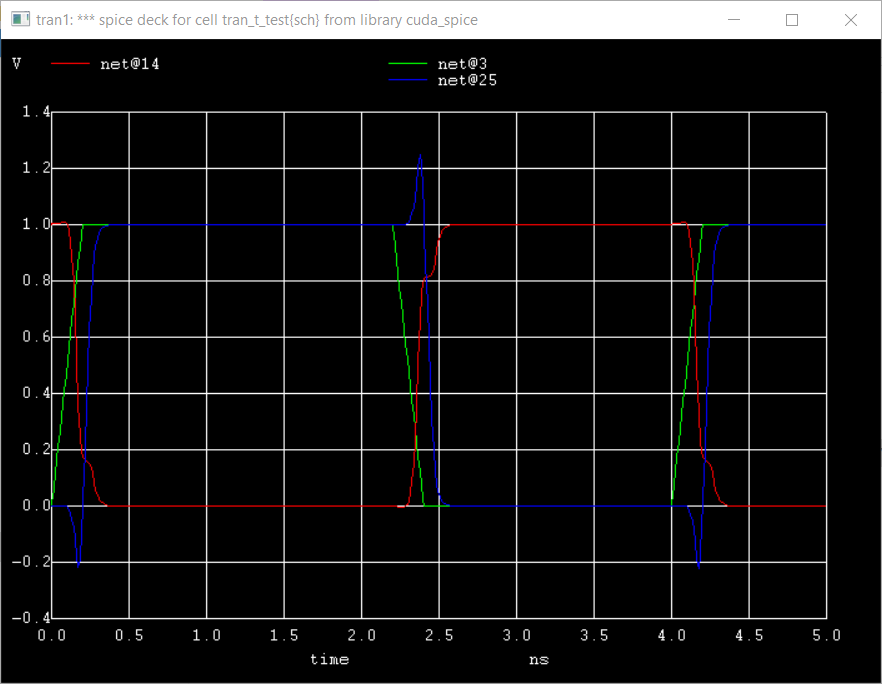 tran1: *** spice deck for cell tran_t_test{sch} from library cuda_spice
V net@14 net@3
net@25
1.4
1.2
1.0
0.8
0.6
0.4
0.2
0.0
-0.2
-0.4
0.0 0.5 1.0 1.5 2.0 2.5 3.0 3.5 4.0 4.5 5.0
time ns